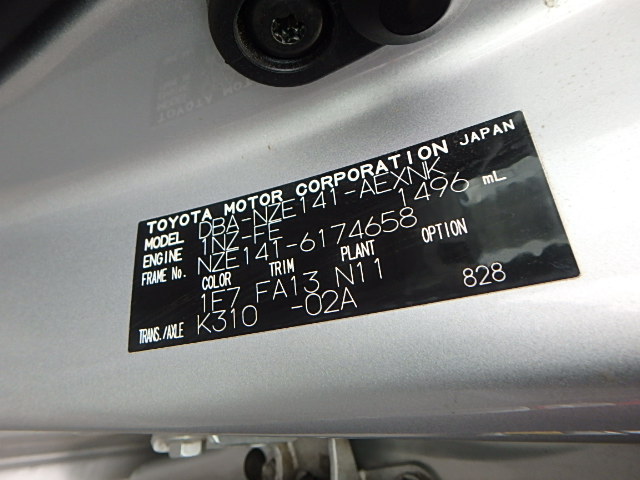 TOYOTA MOTOR CORPORATION JAPAN
MODEL DBA-NZE141-AEXNK
ENGINE 1NZ-FE 1496 mL
FRAME No. NZE141-6174658
COLOR TRIM PLANT OPTION
1F7 FA13 N11
TRANS./AXLE K310 -02A 828